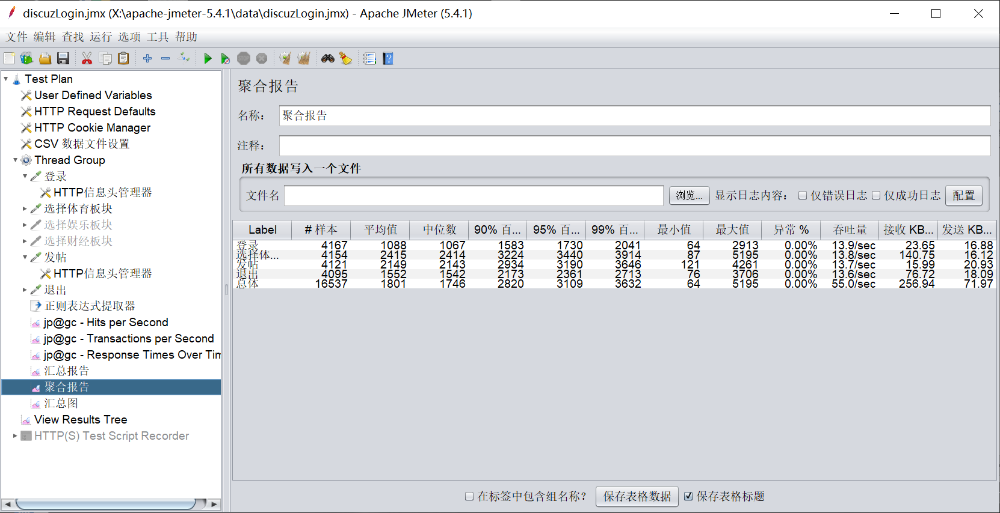 discuzLogin.jmx (X:\apache-jmeter-5.4.1\data\discuzLogin.jmx) - Apache JMeter (5.4.1)
文件 编辑 查找 运行 选项 工具 帮助
Test Plan
User Defined Variables
HTTP Request Defaults
HTTP Cookie Manager
CSV 数据文件设置
Thread Group
登录
HTTP信息头管理器
选择体育板块
选择娱乐板块
选择财经板块
发帖
HTTP信息头管理器
退出
正则表达式提取器
jp@gc - Hits per Second
jp@gc - Transactions per Second
jp@gc - Response Times Over Tim
汇总报告
聚合报告
汇总图
View Results Tree
HTTP(S) Test Script Recorder
聚合报告
名称： 聚合报告
注释：
所有数据写入一个文件
文件名 浏览... 显示日志内容： 仅错误日志 仅成功日志 配置
Label # 样本 平均值 中位数 90% 百... 95% 百... 99% 百... 最小值 最大值 异常 % 吞吐量 接收 KB... 发送 KB...
登录 4167 1088 1067 1583 1730 2041 64 2913 0.00% 13.9/sec 23.65 16.88
选择体... 4154 2415 2414 3224 3440 3914 87 5195 0.00% 13.8/sec 140.75 16.12
发帖 4121 2149 2143 2934 3190 3646 121 4261 0.00% 13.7/sec 15.99 20.93
退出 4095 1552 1542 2173 2361 2713 76 3706 0.00% 13.6/sec 76.72 18.09
总体 16537 1801 1746 2820 3109 3632 64 5195 0.00% 55.0/sec 256.94 71.97
在标签中包含组名称? 保存表格数据 保存表格标题